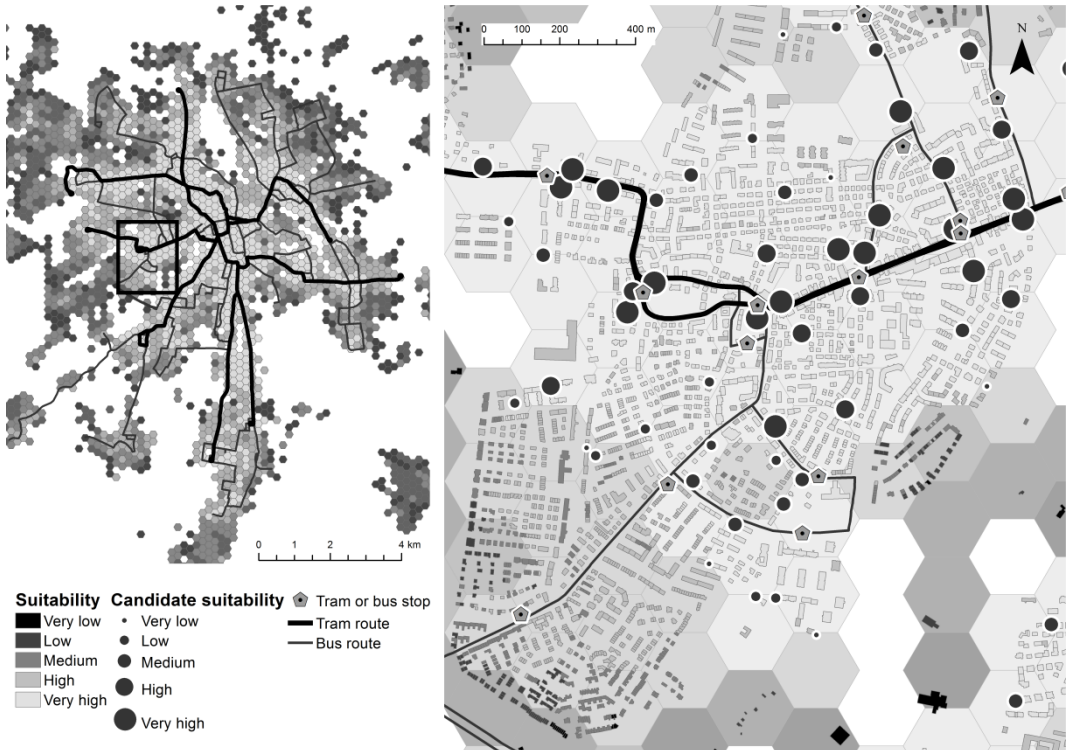 0 100 200 400 m
N
0 1 2 4 km
Suitability
Very low
Low
Medium
High
Very high
Candidate suitability
Very low
Low
Medium
High
Very high
Tram or bus stop
Tram route
Bus route